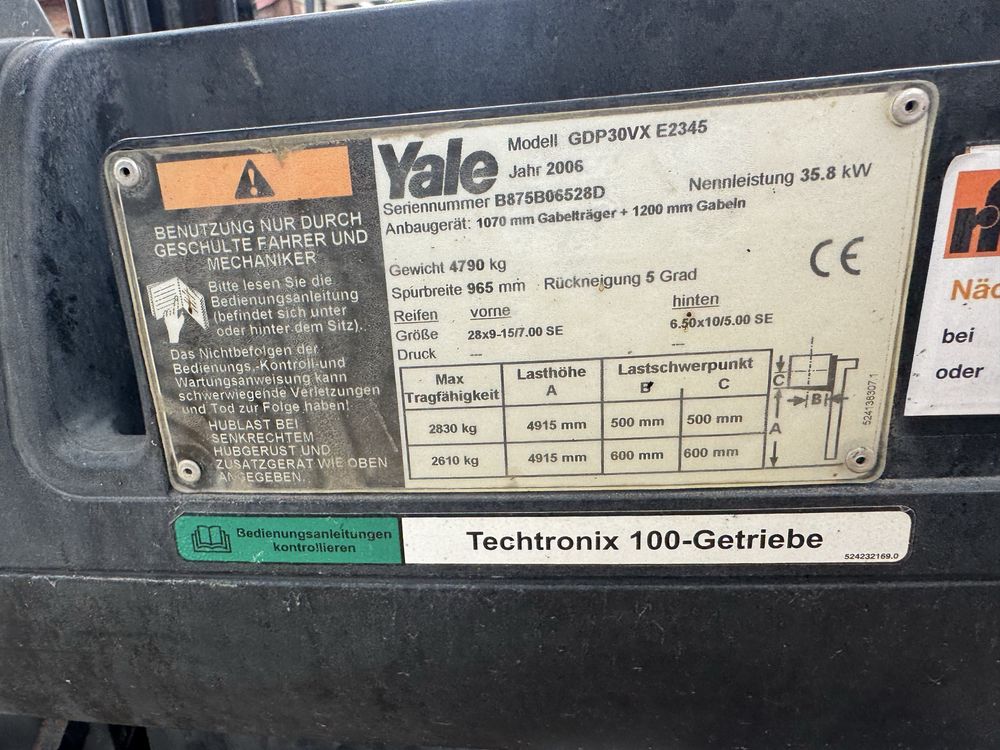 BENUTZUNG NUR DURCH
GESCHULTE FAHRER UND
MECHANIKER
Bitte lesen Sie die
Bedienungsanleitung
(befindet sich unter
oder hinter dem Sitz).
Das Nichtbefolgen der
Bedienungs,-Kontroll-und
Wartungsanweisung kann
schwerwiegende Verletzungen
und Tod zur Folge haben!
HUBLAST BEI
SENKRECHTEM
HUBGERUST UND
ZUSATZGERAT WIE OBEN
ANGEGEBEN.
Yale
Modell GDP30VX E2345
Jahr 2006
Seriennummer B875B06528D
Nennleistung 35.8 kW
Anbaugerät: 1070 mm Gabelträger + 1200 mm Gabeln
Gewicht 4790 kg
Spurbreite 965 mm Rückneigung 5 Grad
CE
Reifen vorne hinten
Größe 28x9-15/7.00 SE 6.50x10/5.00 SE
Druck --- ---
Max Tragfähigkeit Lasthöhe A Lastschwerpunkt B C
2830 kg 4915 mm 500 mm 500 mm
2610 kg 4915 mm 600 mm 600 mm
C
B
A
524138307.1
Bedienungsanleitungen
kontrollieren
Techtronix 100-Getriebe
524232169.0
bei
oder